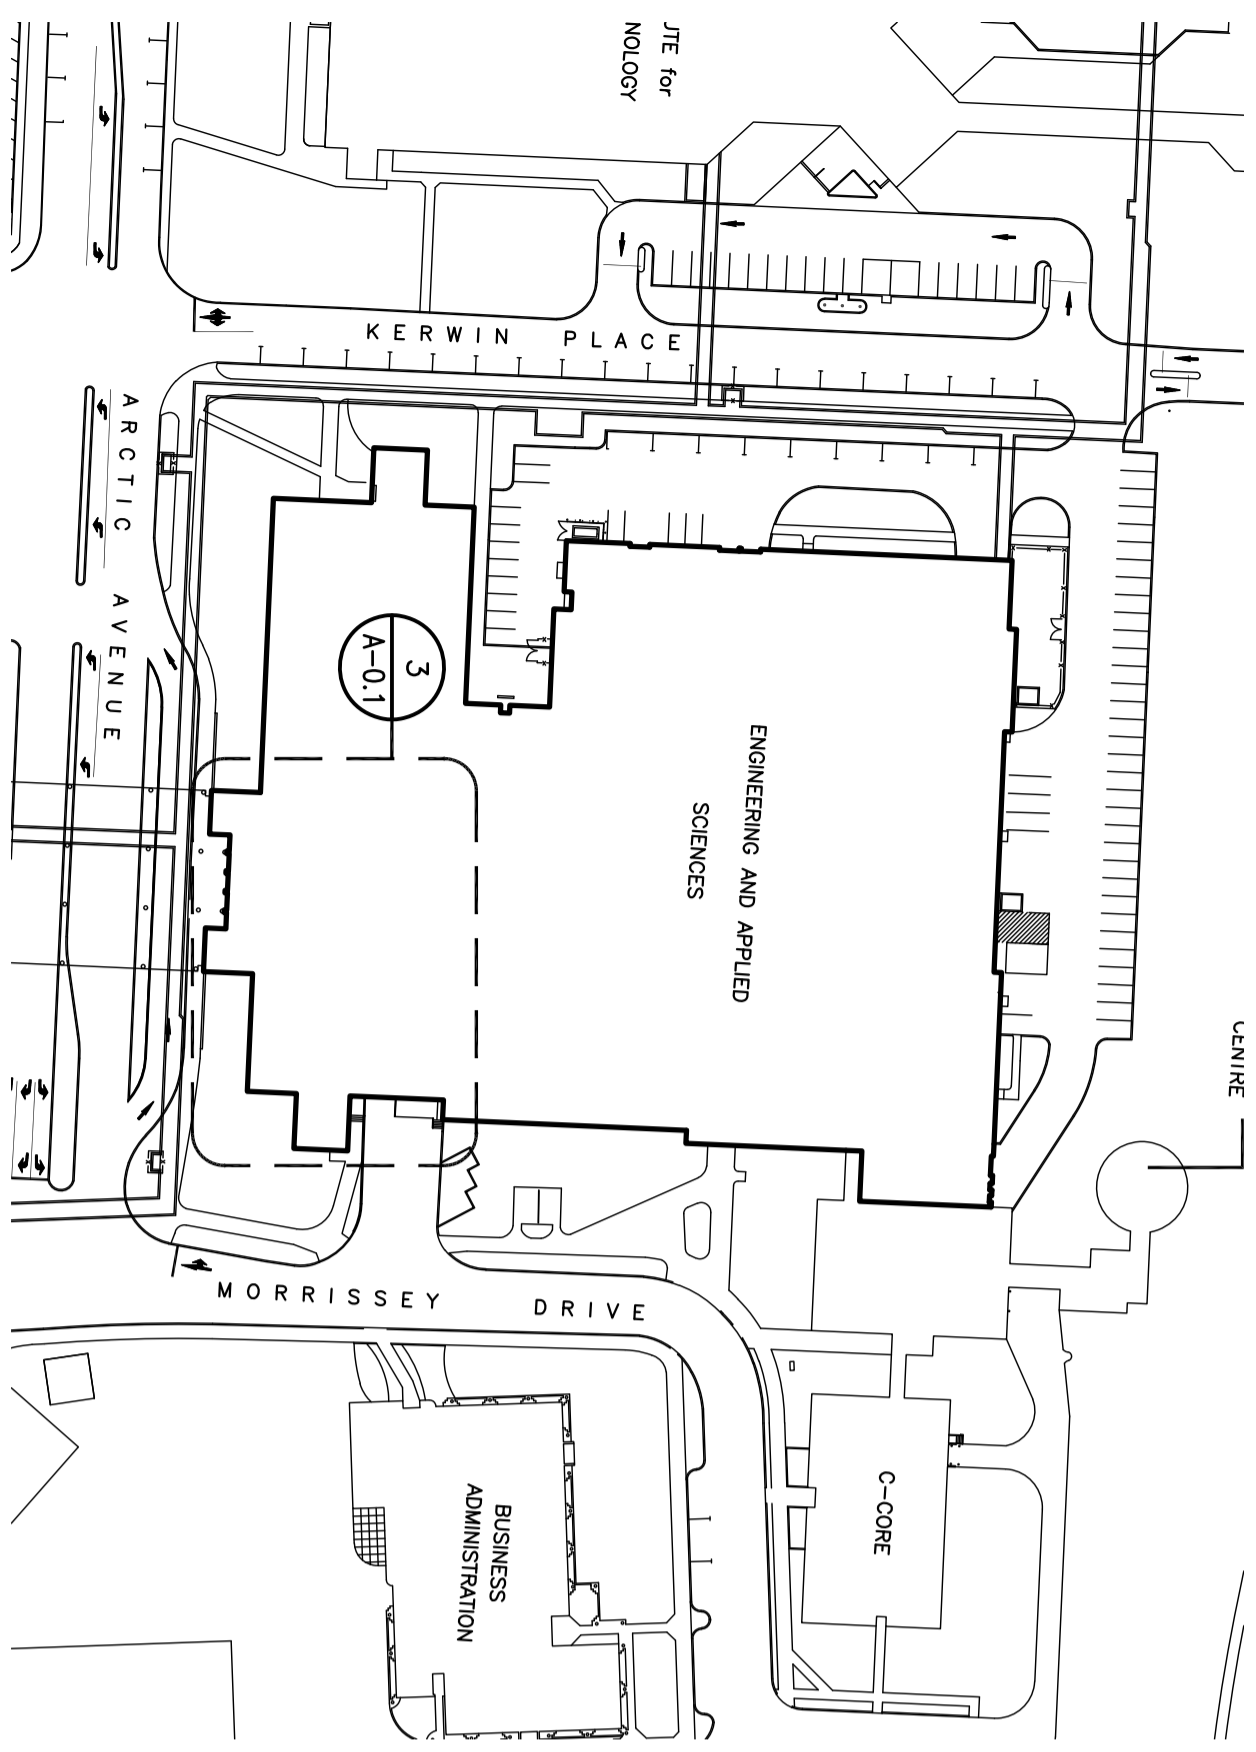 UTE for
NOLOGY
KERWIN PLACE
ARCTIC AVENUE
3
A-0.1
ENGINEERING AND APPLIED
SCIENCES
CENTRE
MORRISSEY DRIVE
C-CORE
BUSINESS
ADMINISTRATION